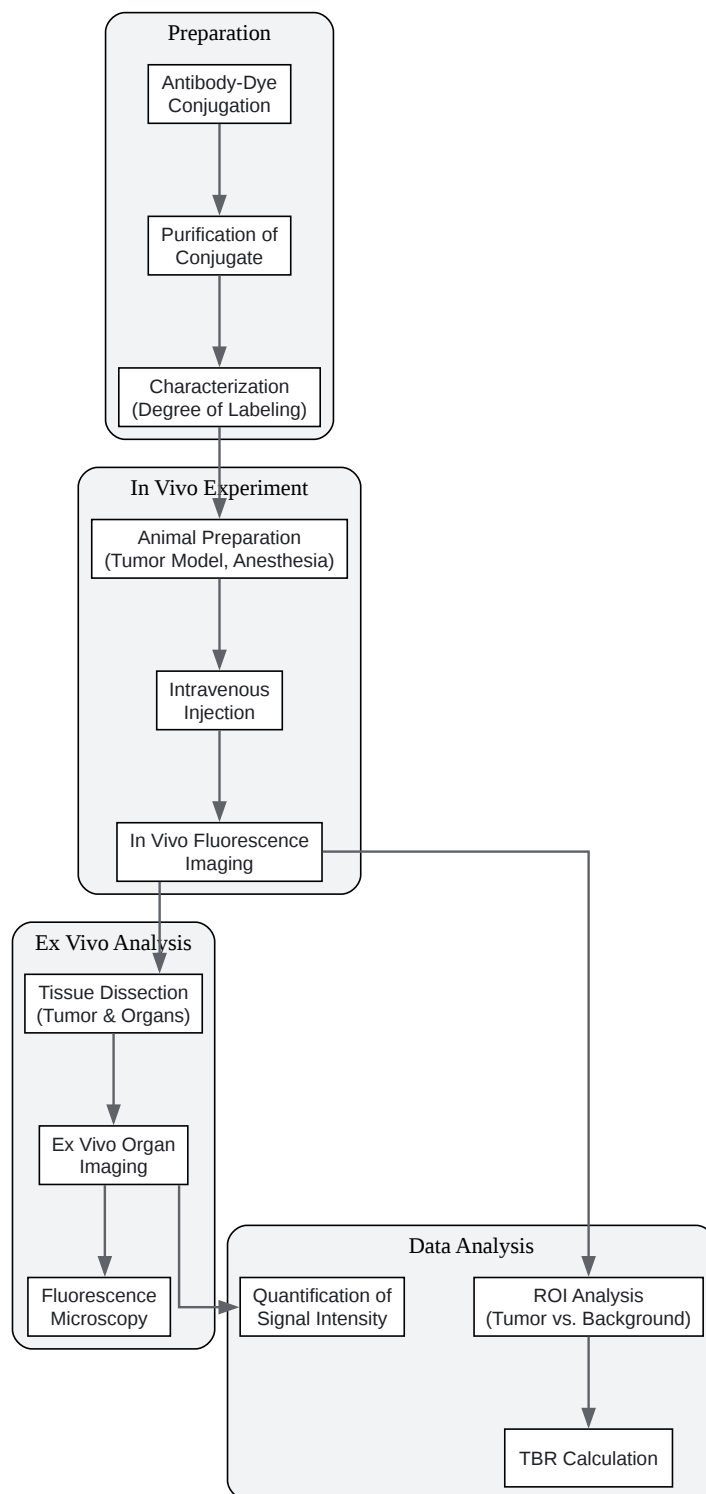 Preparation
Antibody-Dye
Conjugation
Purification of
Conjugate
Characterization
(Degree of Labeling)
In Vivo Experiment
Animal Preparation
(Tumor Model, Anesthesia)
Intravenous
Injection
In Vivo Fluorescence
Imaging
Ex Vivo Analysis
Tissue Dissection
(Tumor & Organs)
Ex Vivo Organ
Imaging
Fluorescence
Microscopy
Data Analysis
Quantification of
Signal Intensity
ROI Analysis
(Tumor vs. Background)
TBR Calculation